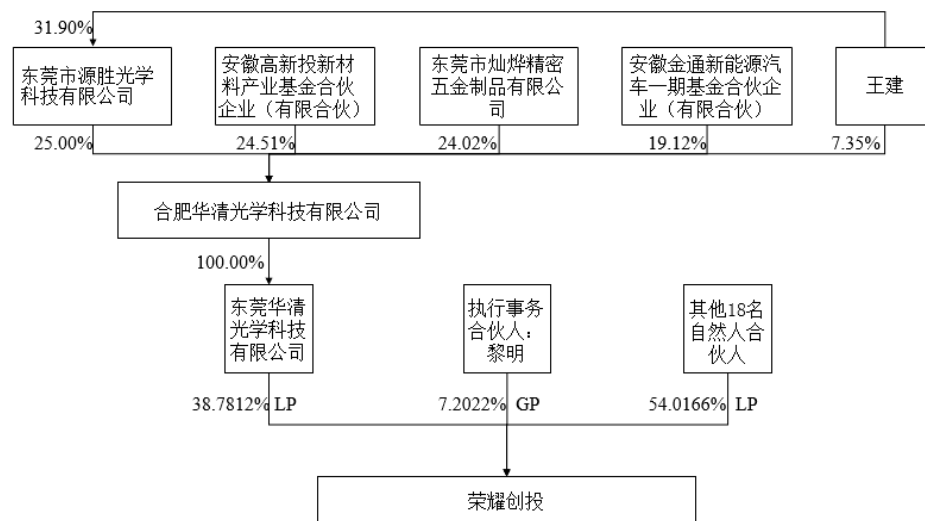 31.90%
东莞市源胜光学
科技有限公司
安徽高新投新材
料产业基金合伙
企业（有限合伙）
东莞市灿烨精密
五金制品有限公
司
安徽金通新能源汽
车一期基金合伙企
业（有限合伙）
王建
25.00%
24.51%
24.02%
19.12%
7.35%
合肥华清光学科技有限公司
100.00%
东莞华清
光学科技
有限公司
执行事务
合伙人：
黎明
其他18名
自然人合
伙人
38.7812% LP
7.2022% GP
54.0166% LP
荣耀创投